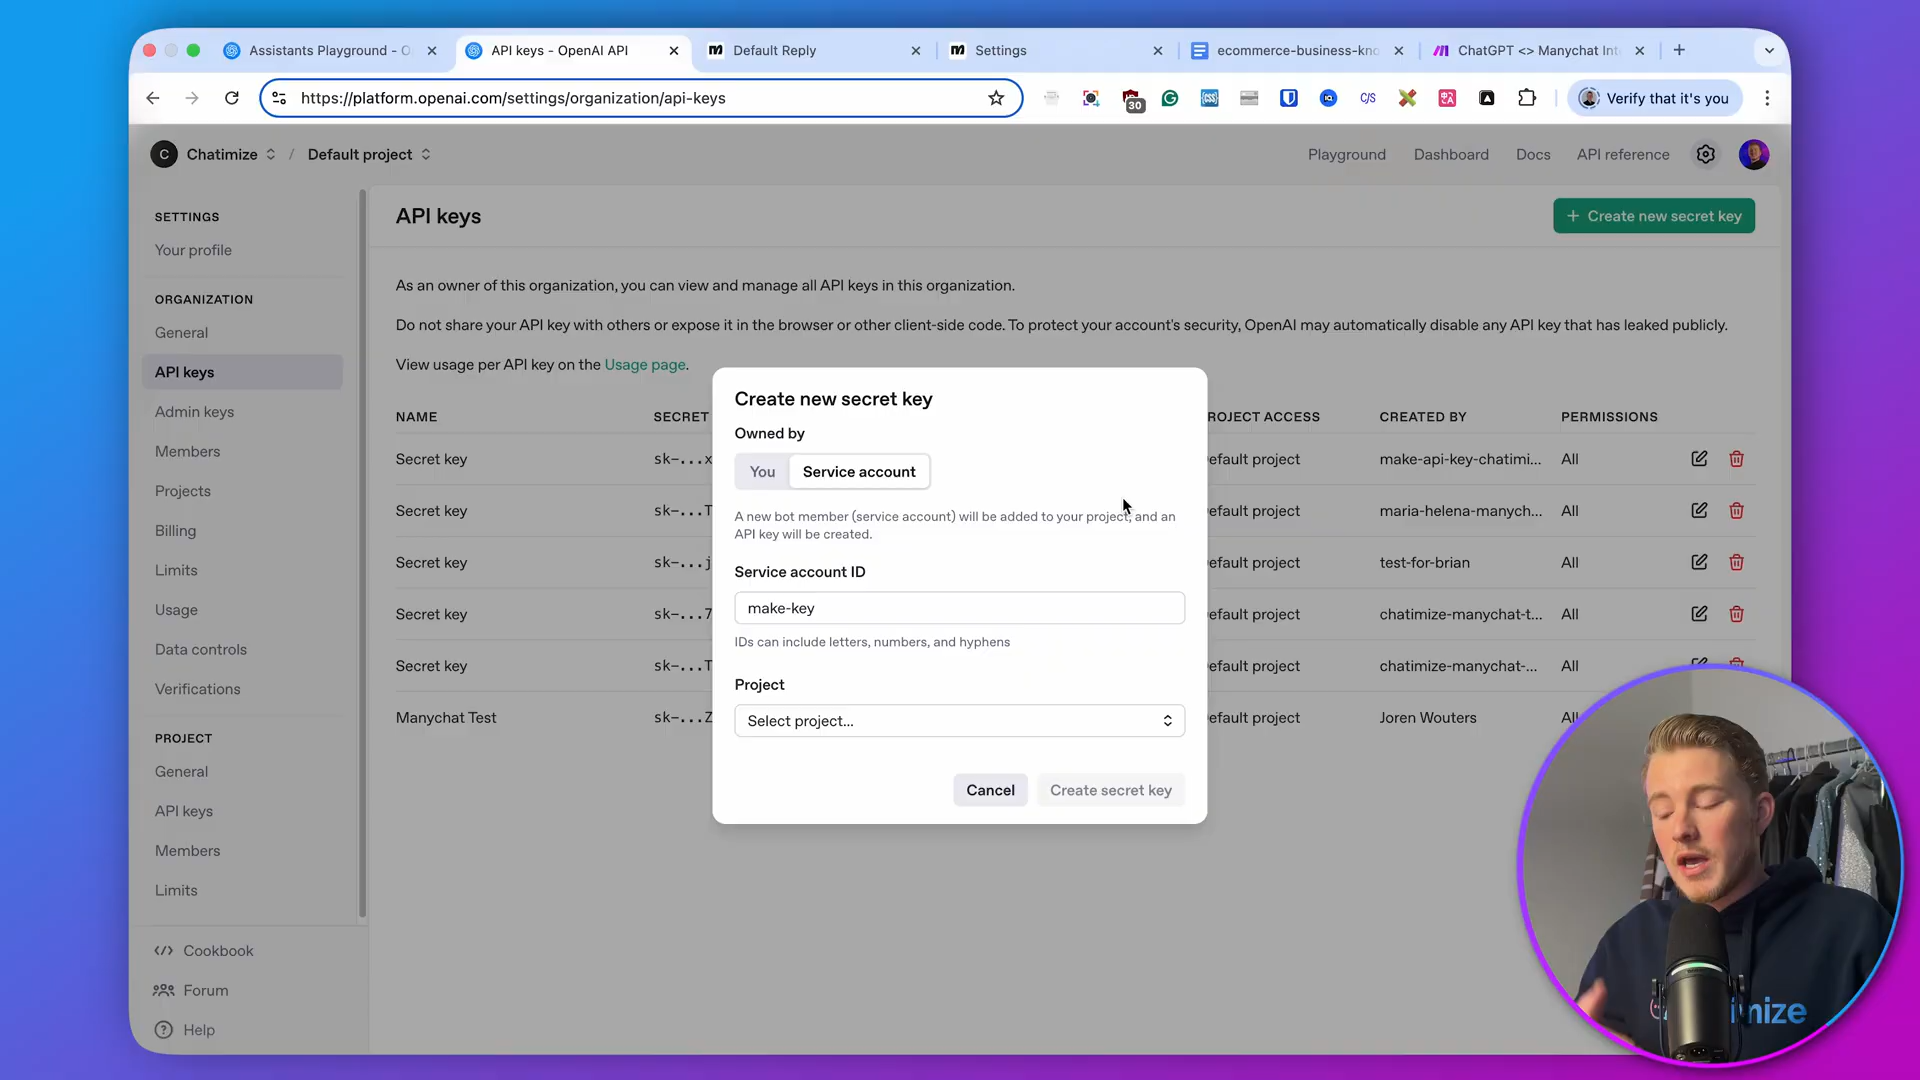 Assistants Playground - O
API keys - OpenAI API
Default Reply
Settings
ecommerce-business-kno
ChatGPT <> Manychat Int
https://platform.openai.com/settings/organization/api-keys
30
C/S
Verify that it's you
C
Chatimize
/
Default project
Playground
Dashboard
Docs
API reference
SETTINGS
Your profile
ORGANIZATION
General
API keys
Admin keys
Members
Projects
Billing
Limits
Usage
Data controls
Verifications
PROJECT
General
API keys
Members
Limits
Cookbook
Forum
Help
API keys
+ Create new secret key
As an owner of this organization, you can view and manage all API keys in this organization.
Do not share your API key with others or expose it in the browser or other client-side code. To protect your account's security, OpenAI may automatically disable any API key that has leaked publicly.
View usage per API key on the Usage page.
NAME SECRET ROJECT ACCESS CREATED BY PERMISSIONS
Secret key sk-...x efault project make-api-key-chatimi... All
Secret key sk-...T efault project maria-helena-manych... All
Secret key sk-...j efault project test-for-brian All
Secret key sk-...7 efault project chatimize-manychat-t... All
Secret key sk-...T efault project chatimize-manychat-... All
Manychat Test sk-...Z efault project Joren Wouters All
Create new secret key
Owned by
You
Service account
A new bot member (service account) will be added to your project, and an
API key will be created.
Service account ID
make-key
IDs can include letters, numbers, and hyphens
Project
Select project...
Cancel
Create secret key
mize